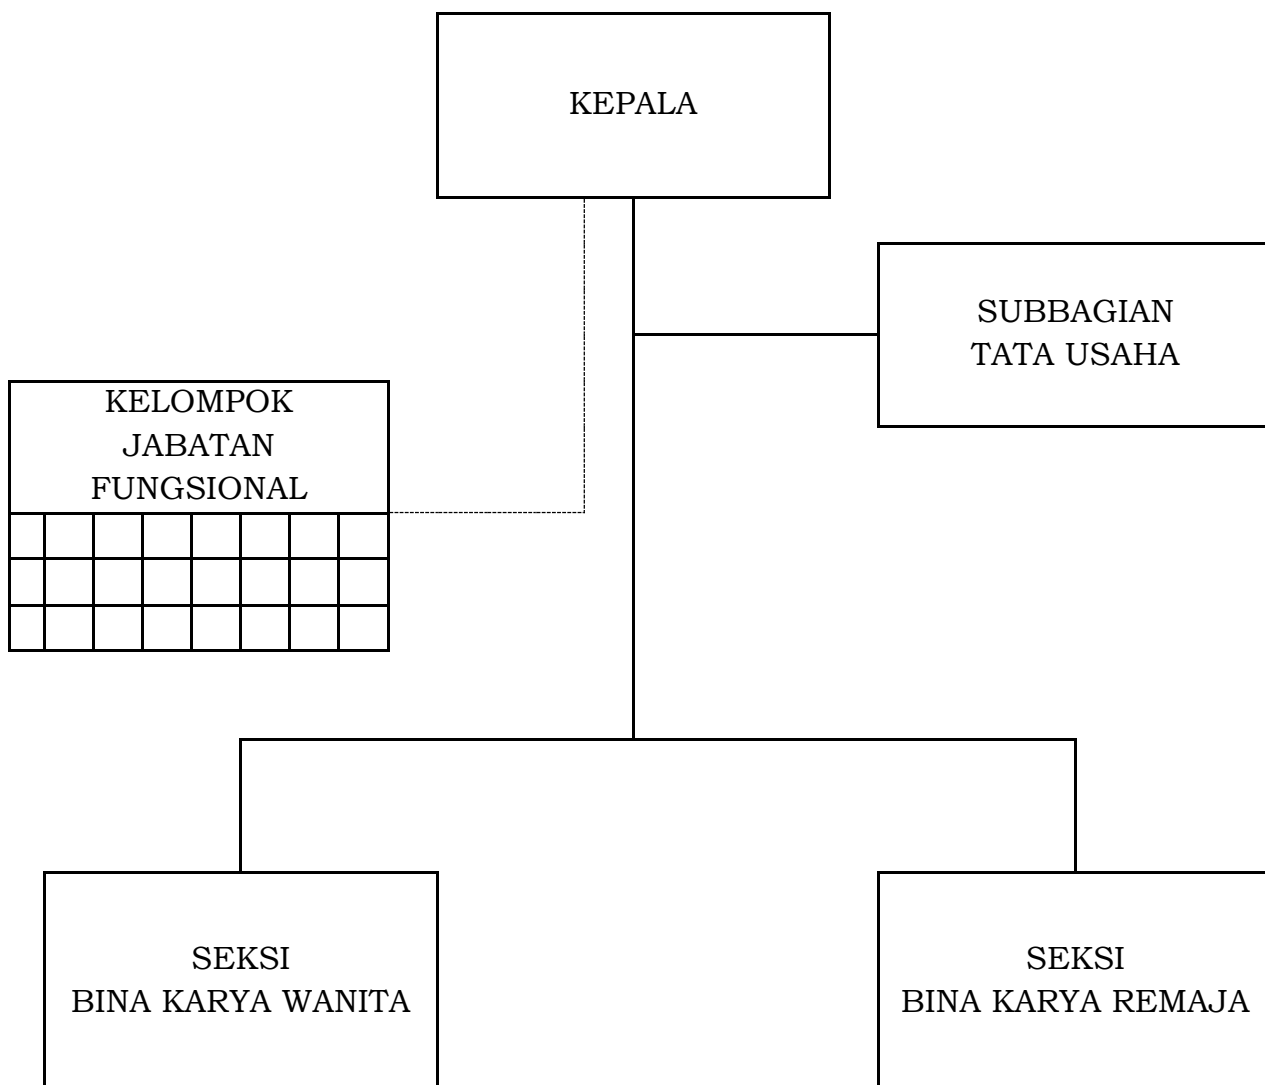 KEPALA
SUBBAGIAN
TATA USAHA
KELOMPOK
JABATAN
FUNGSIONAL
SEKSI
BINA KARYA WANITA
SEKSI
BINA KARYA REMAJA